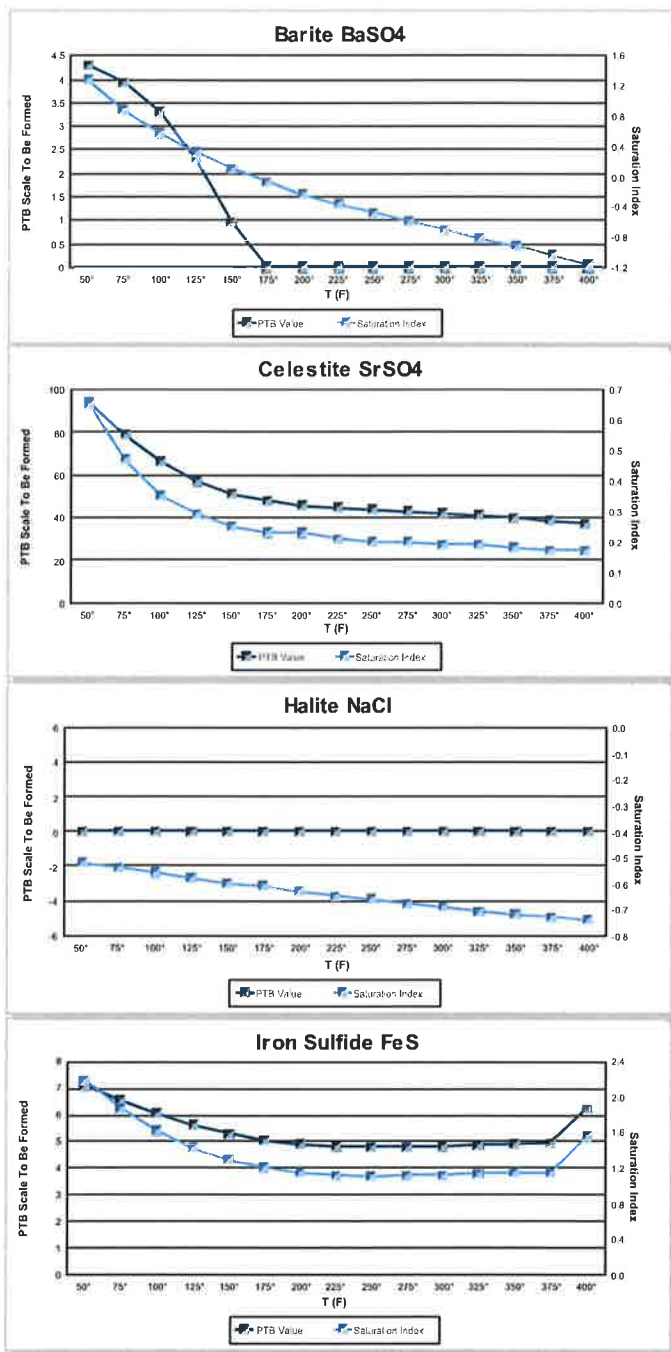 Barite BaSO4
4.5
4
3.5
3
2.5
2
1.5
1
0.5
0
PTB Scale To Be Formed
1.6
1.2
0.8
0.4
0.0
-0.4
-0.8
-1.2
Saturation Index
50° 75° 100° 125° 150° 175° 200° 225° 250° 275° 300° 325° 350° 375° 400°
T (F)
PTB Value Saturation Index
Celestite SrSO4
100
80
60
40
20
0
PTB Scale To Be Formed
0.7
0.6
0.5
0.4
0.3
0.2
0.1
0.0
Saturation Index
50° 75° 100° 125° 150° 175° 200° 225° 250° 275° 300° 325° 350° 375° 400°
T (F)
PTB Value Saturation Index
Halite NaCl
6
4
2
0
-2
-4
-6
PTB Scale To Be Formed
0.0
-0.1
-0.2
-0.3
-0.4
-0.5
-0.6
-0.7
-0.8
Saturation Index
50° 75° 100° 125° 150° 175° 200° 225° 250° 275° 300° 325° 350° 375° 400°
T (F)
PTB Value Saturation Index
Iron Sulfide FeS
8
7
6
5
4
3
2
1
0
PTB Scale To Be Formed
2.4
2.0
1.6
1.2
0.8
0.4
0.0
Saturation Index
50° 75° 100° 125° 150° 175° 200° 225° 250° 275° 300° 325° 350° 375° 400°
T (F)
PTB Value Saturation Index